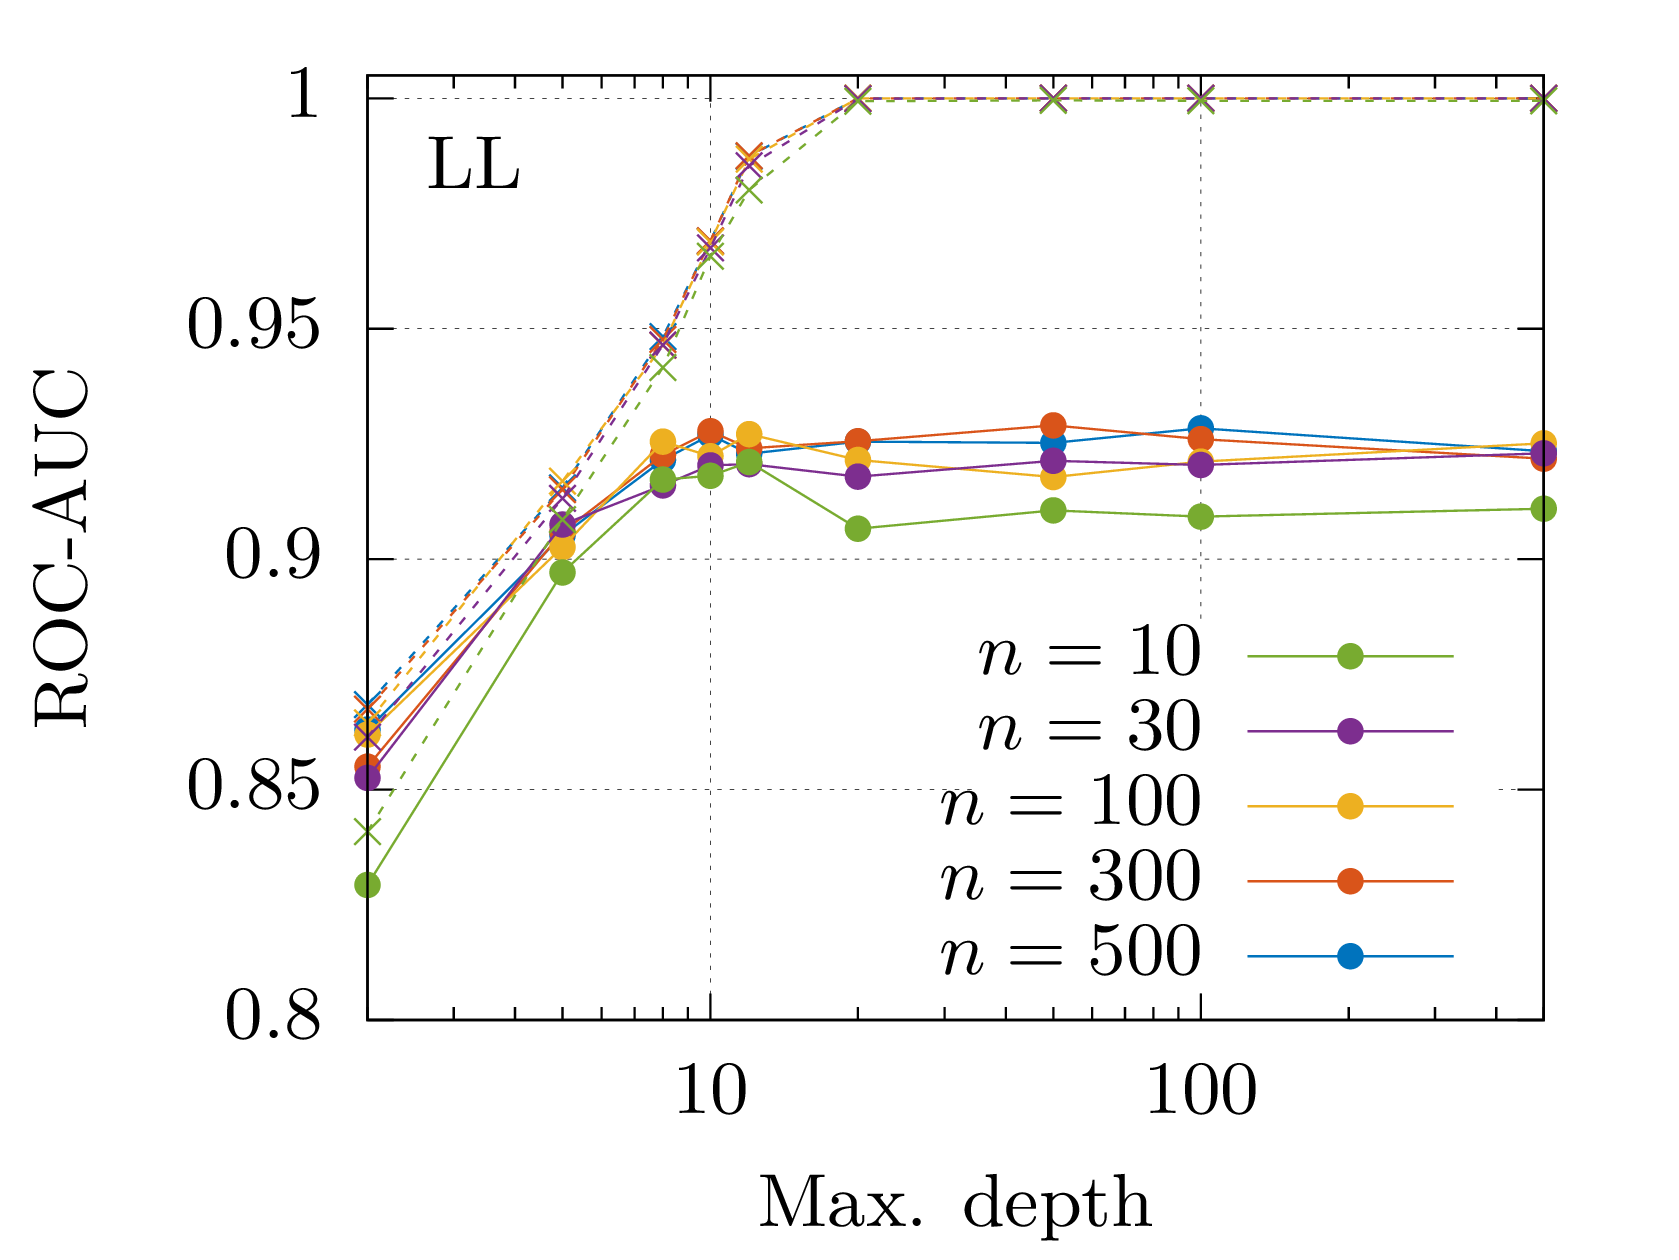 1
LL
0.95
ROC-AUC
0.9
n = 10
n = 30
0.85
n = 100
n = 300
n = 500
0.8
10
100
Max. depth